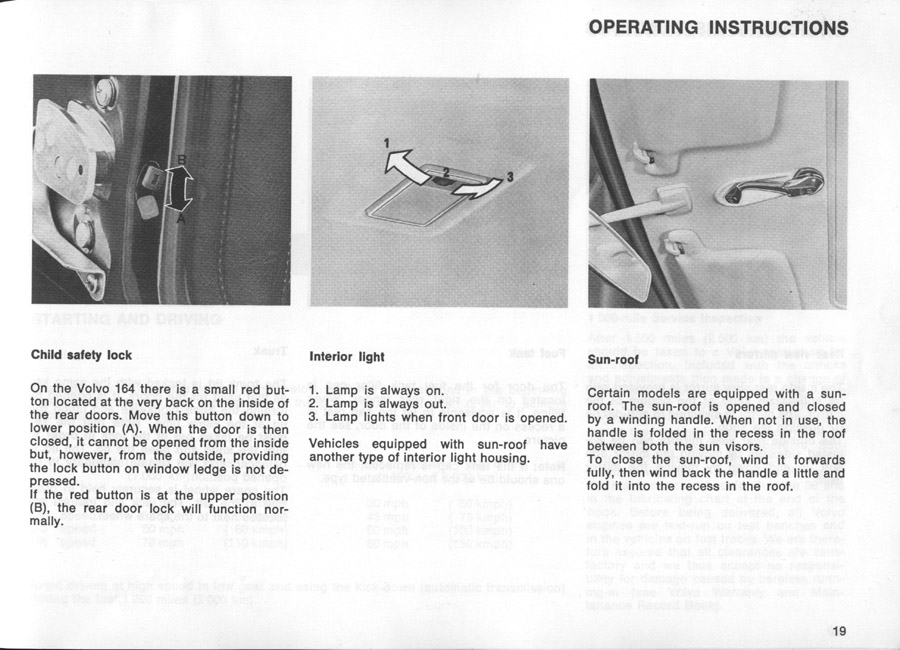 OPERATING INSTRUCTIONS
B
A
1
2
3
Child safety lock
On the Volvo 164 there is a small red but-
ton located at the very back on the inside of
the rear doors. Move this button down to
lower position (A). When the door is then
closed, it cannot be opened from the inside
but, however, from the outside, providing
the lock button on window ledge is not de-
pressed.
If the red button is at the upper position
(B), the rear door lock will function nor-
mally.
Interior light
1. Lamp is always on.
2. Lamp is always out.
3. Lamp lights when front door is opened.
Vehicles equipped with sun-roof have
another type of interior light housing.
Sun-roof
Certain models are equipped with a sun-
roof. The sun-roof is opened and closed
by a winding handle. When not in use, the
handle is folded in the recess in the roof
between both the sun visors.
To close the sun-roof, wind it forwards
fully, then wind back the handle a little and
fold it into the recess in the roof.
19